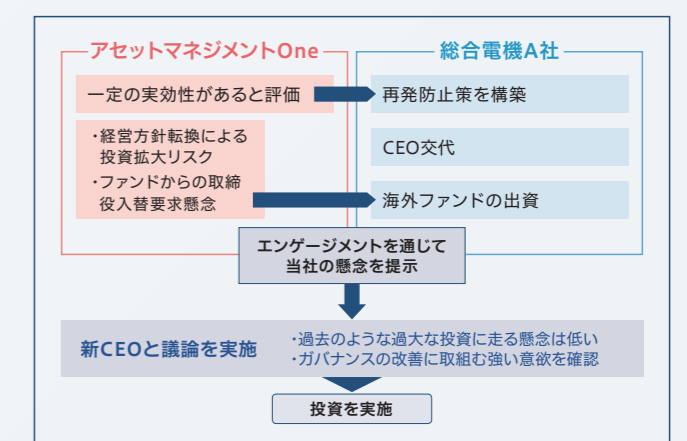 アセットマネジメントOne
総合電機A社
一定の実効性があると評価
再発防止策を構築
・経営方針転換による
投資拡大リスク
・ファンドからの取締
役入替要求懸念
CEO交代
海外ファンドの出資
エンゲージメントを通じて
当社の懸念を提示
新CEOと議論を実施
・過去のような過大な投資に走る懸念は低い
・ガバナンスの改善に取組む強い意欲を確認
投資を実施